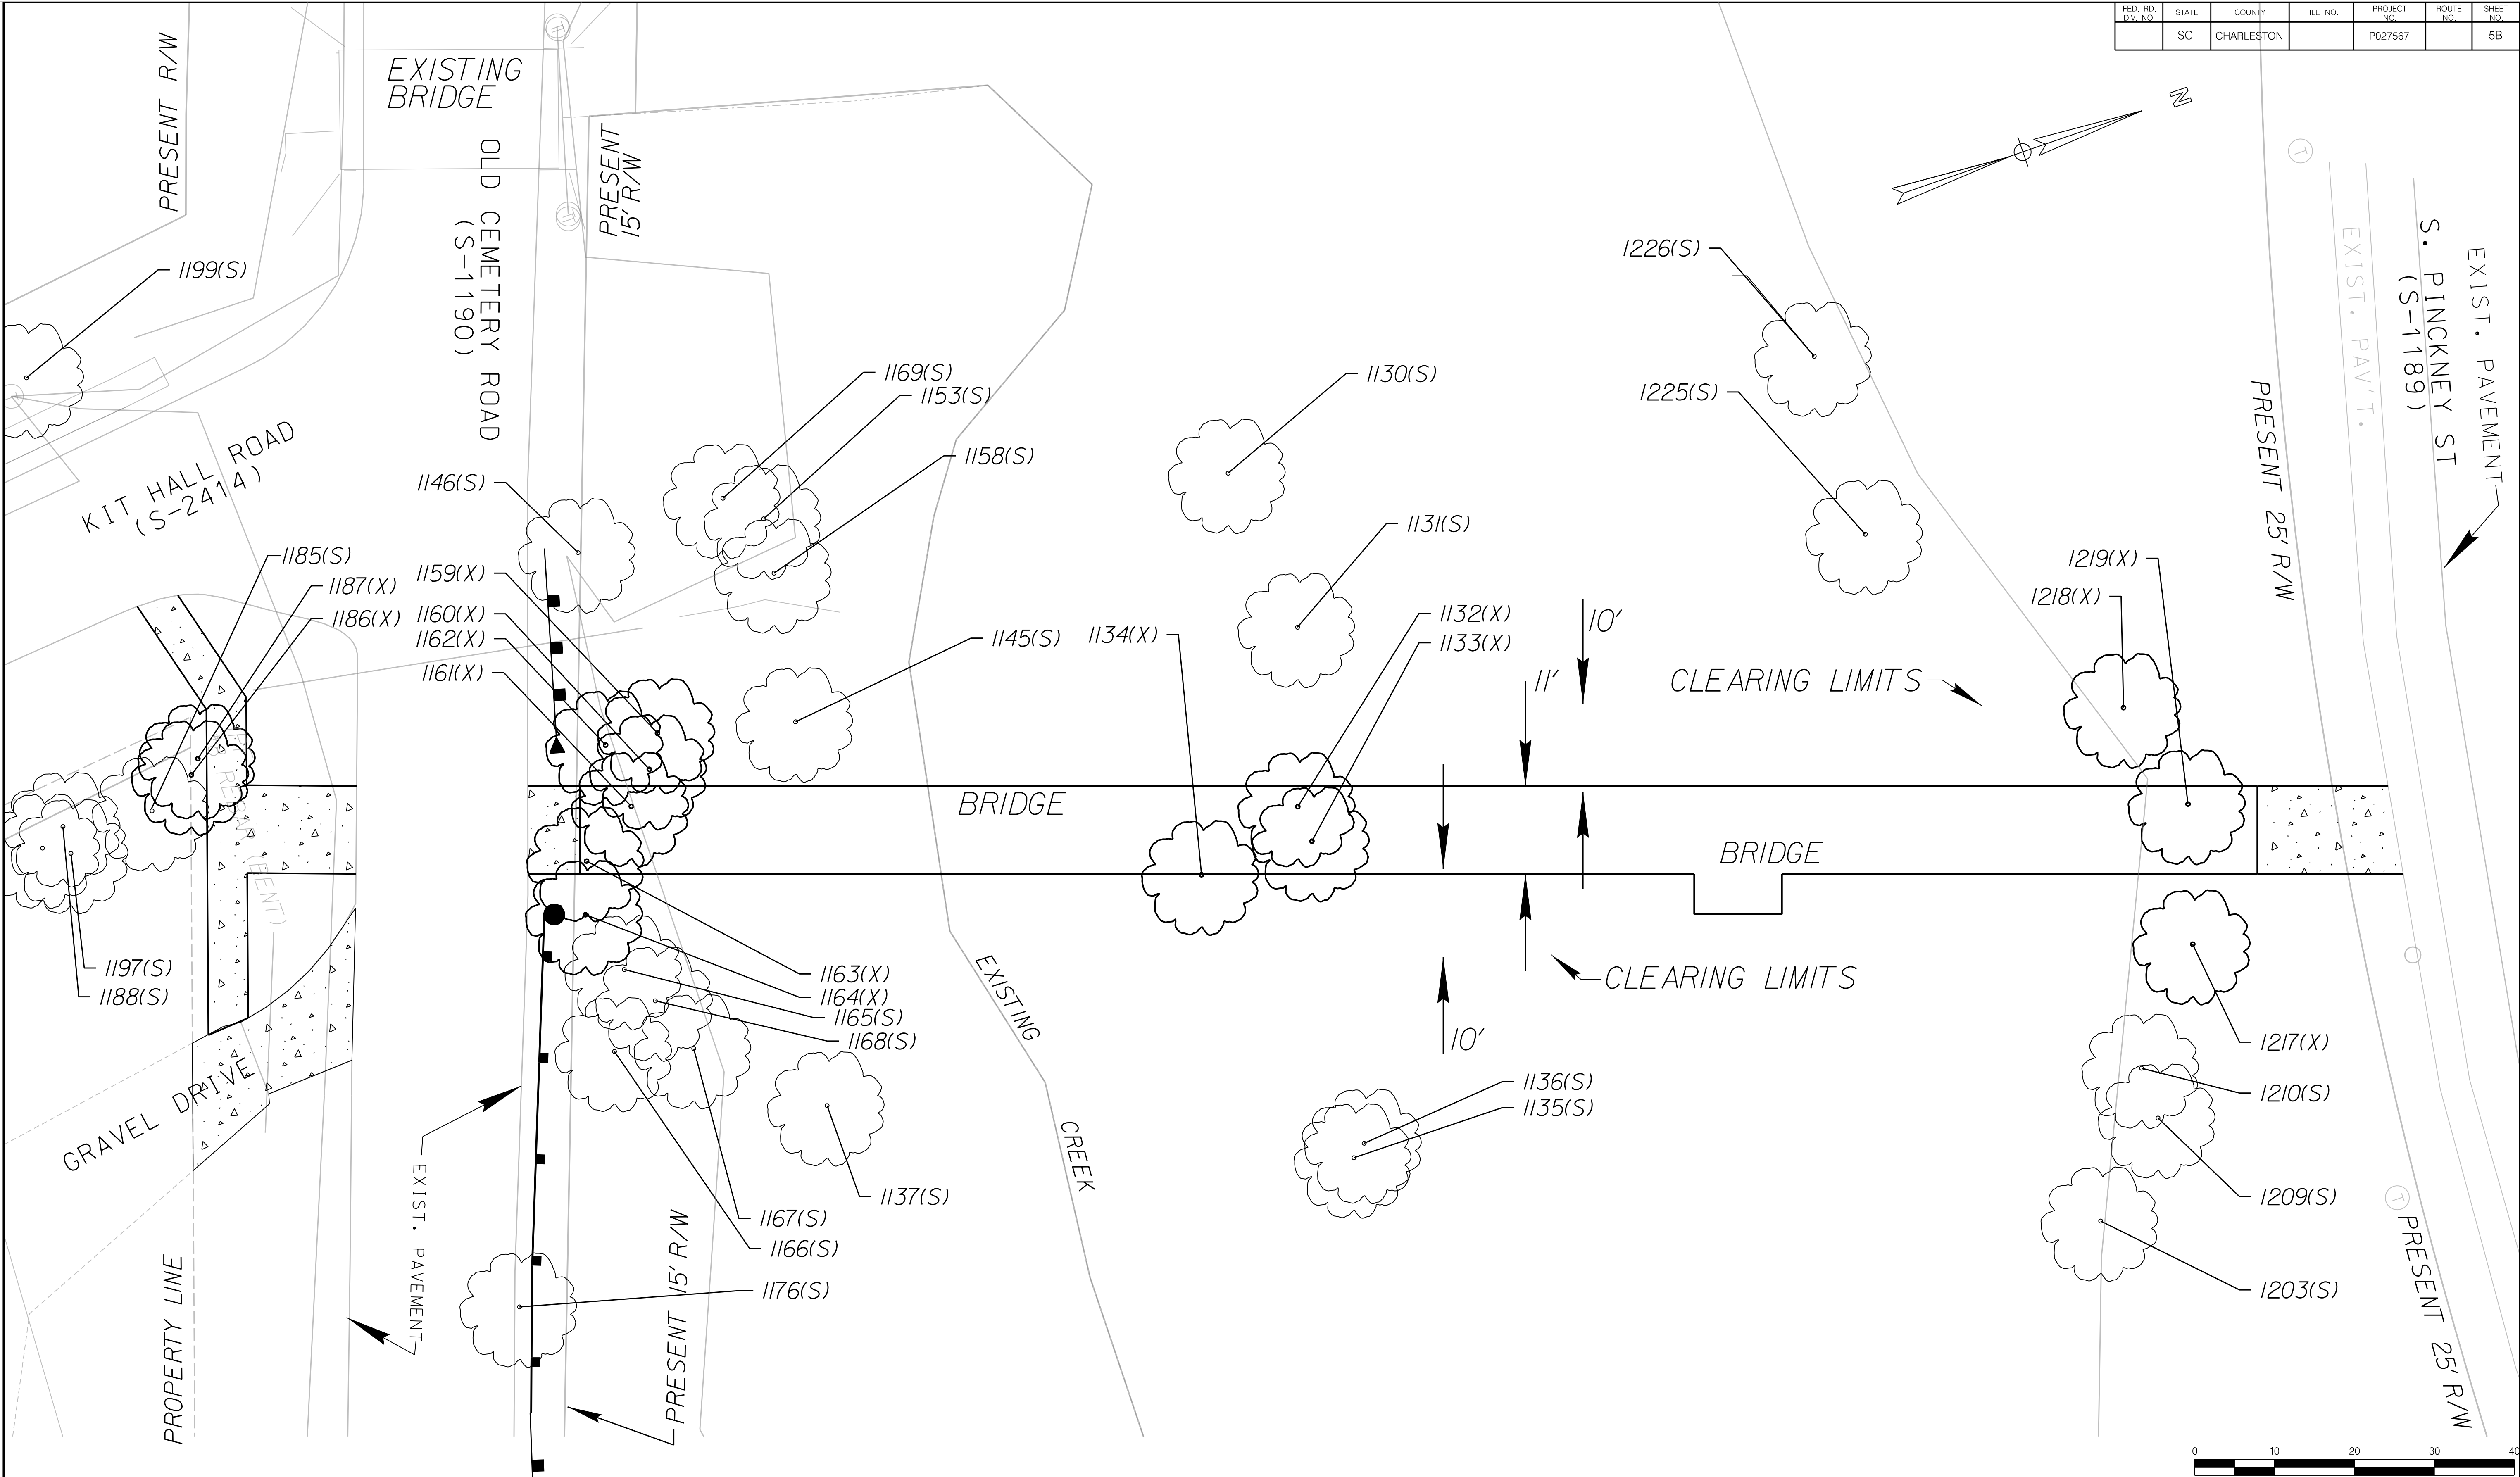 FED. RD. DIV. NO.
STATE
COUNTY
FILE NO.
PROJECT NO.
ROUTE NO.
SHEET NO.
SC
CHARLESTON
P027567
5B
PRESENT R/W
EXISTING
BRIDGE
OLD CEMETERY ROAD
(S-1190)
PRESENT
15' R/W
N
T
T
T
1199(S)
KIT HALL ROAD
(S-2414)
1226(S)
1225(S)
EXIST. PAV'T.
S. PINCKNEY ST
(S-1189)
EXIST. PAVEMENT
PRESENT 25' R/W
1169(S)
1153(S)
1158(S)
1130(S)
1131(S)
1146(S)
1185(S)
1187(X)
1186(X)
1159(X)
1160(X)
1162(X)
1161(X)
1145(S)
1134(X)
1132(X)
1133(X)
10'
11'
CLEARING LIMITS
1219(X)
1218(X)
BRIDGE
BRIDGE
CLEARING LIMITS
10'
1197(S)
1188(S)
1163(X)
1164(X)
1165(S)
1168(S)
EXISTING
CREEK
1217(X)
1210(S)
1209(S)
1203(S)
1136(S)
1135(S)
1137(S)
1167(S)
1166(S)
1176(S)
GRAVEL DRIVE
EXIST. PAVEMENT
PROPERTY LINE
PRESENT 15' R/W
T
PRESENT 25' R/W
0 10 20 30 40